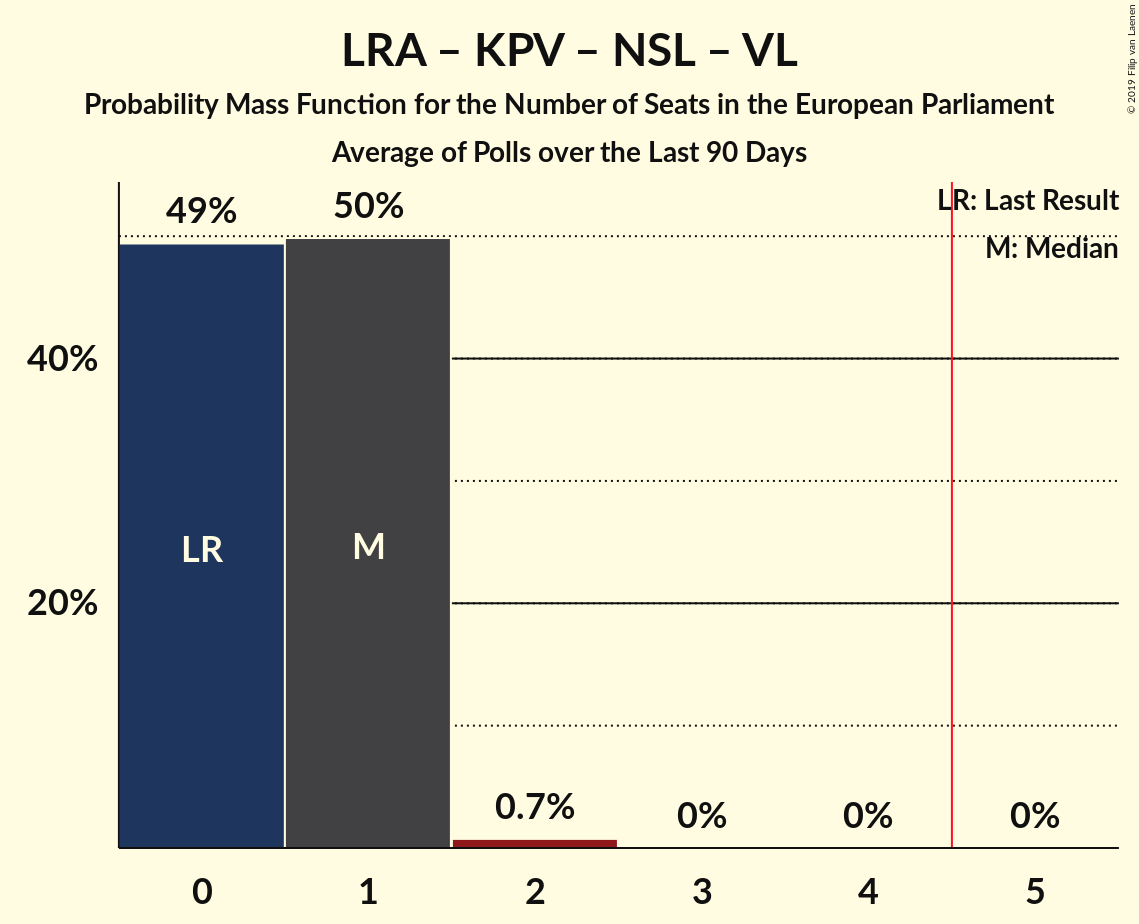 LRA – KPV – NSL – VL
Probability Mass Function for the Number of Seats in the European Parliament
Average of Polls over the Last 90 Days
© 2019 Filip van Laenen
LR: Last Result
M: Median
49%
50%
40%
20%
LR
M
0.7%
0%
0%
0%
0
1
2
3
4
5